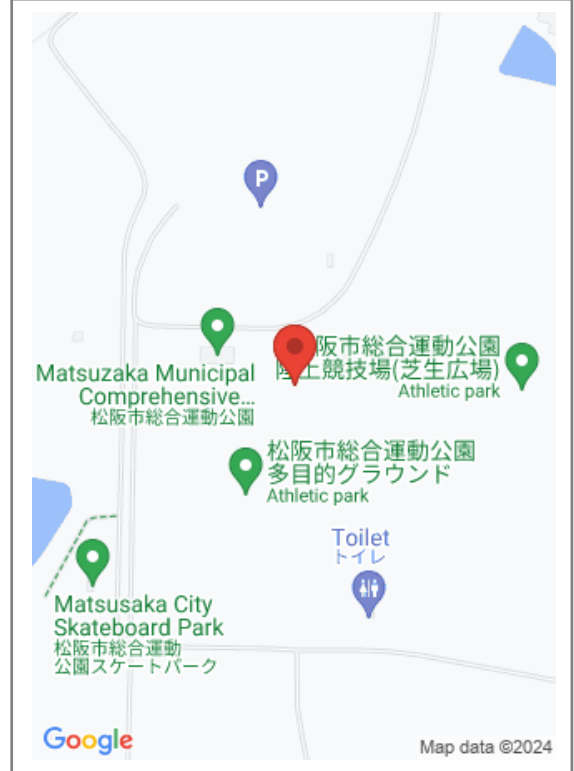 P
阪市総合運動公園
陸上競技場(芝生広場)
Athletic park
Matsuzaka Municipal
Comprehensive...
松阪市総合運動公園
松阪市総合運動公園
多目的グラウンド
Athletic park
Toilet
トイレ
Matsusaka City
Skateboard Park
松阪市総合運動
公園スケートパーク
Google
Map data ©2024